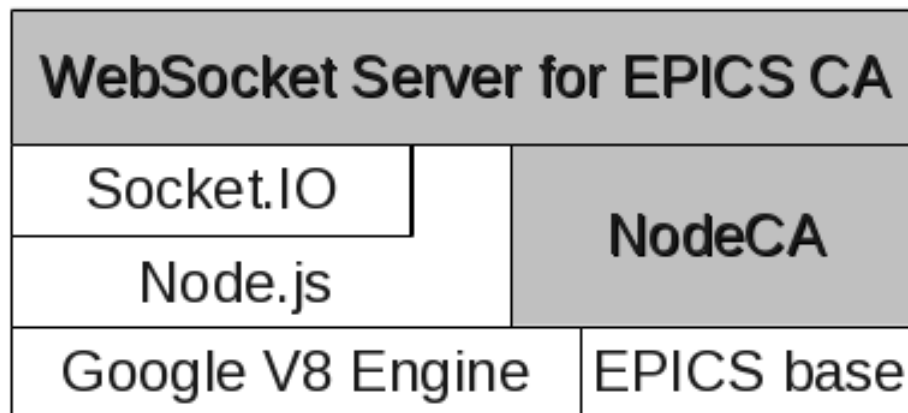 WebSocket Server for EPICS CA
Socket.IO
NodeCA
Node.js
Google V8 Engine
EPICS base